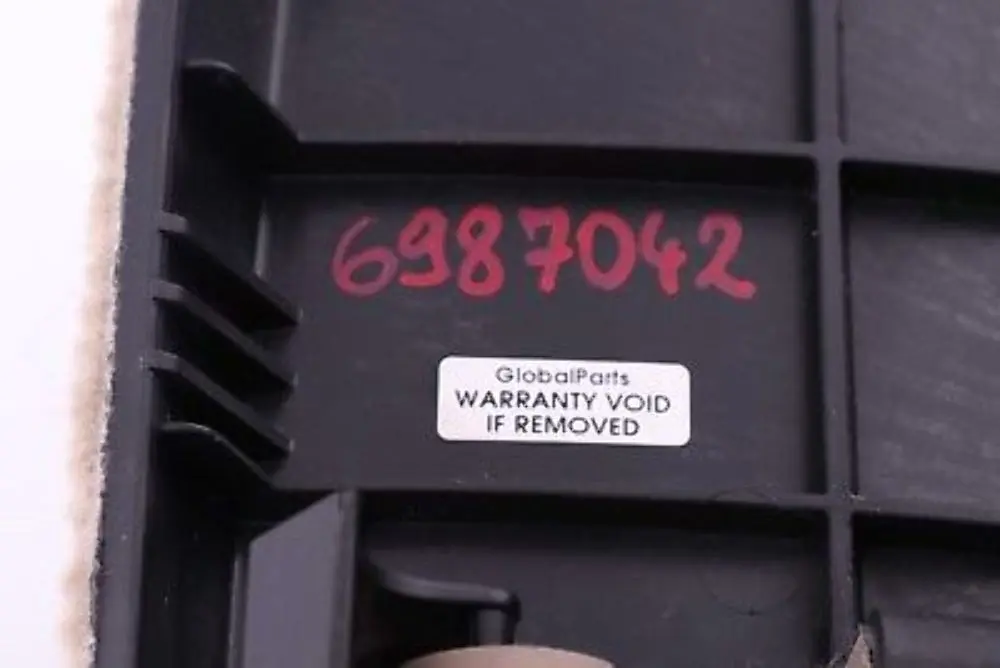 6987042
GlobalParts
WARRANTY VOID
IF REMOVED